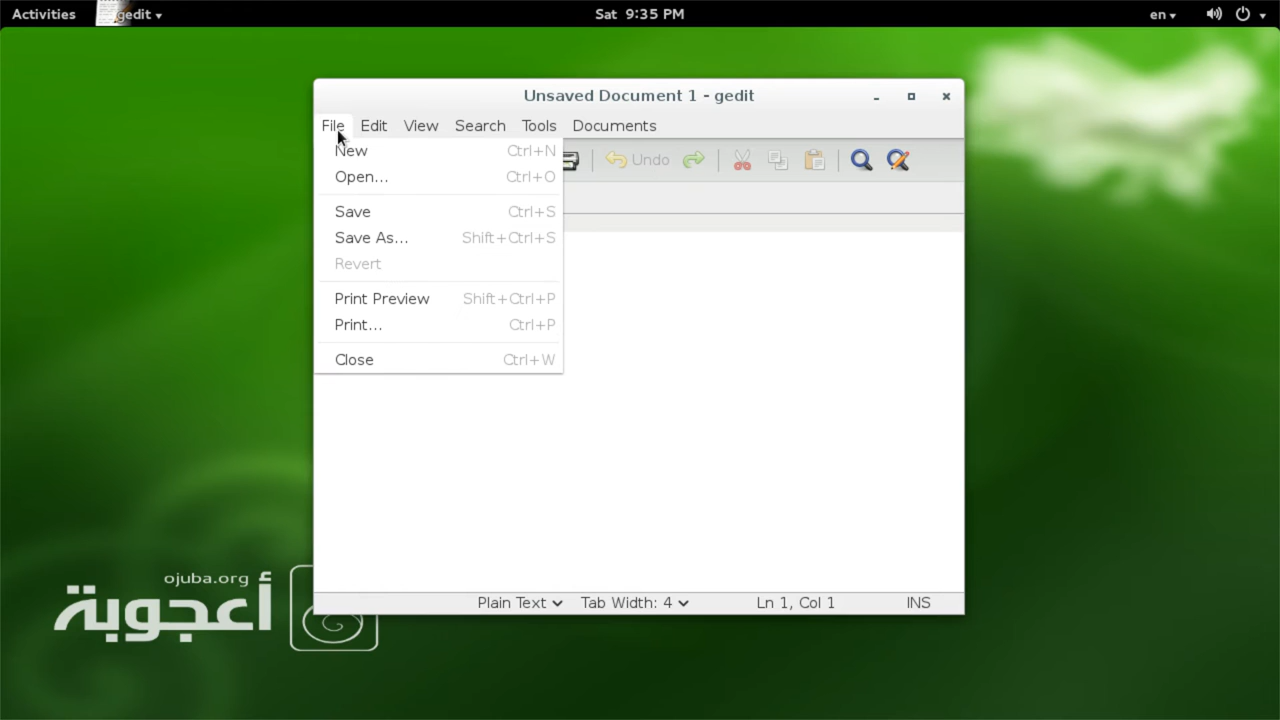 Activities gedit Sat 9:35 PM en
Unsaved Document 1 - gedit
File Edit View Search Tools Documents
New Ctrl+N
Open... Ctrl+O
Undo
Save Ctrl+S
Save As... Shift+Ctrl+S
Revert
Print Preview Shift+Ctrl+P
Print... Ctrl+P
Close Ctrl+W
Plain Text Tab Width: 4 Ln 1, Col 1 INS
ojuba.org
أعجوبة